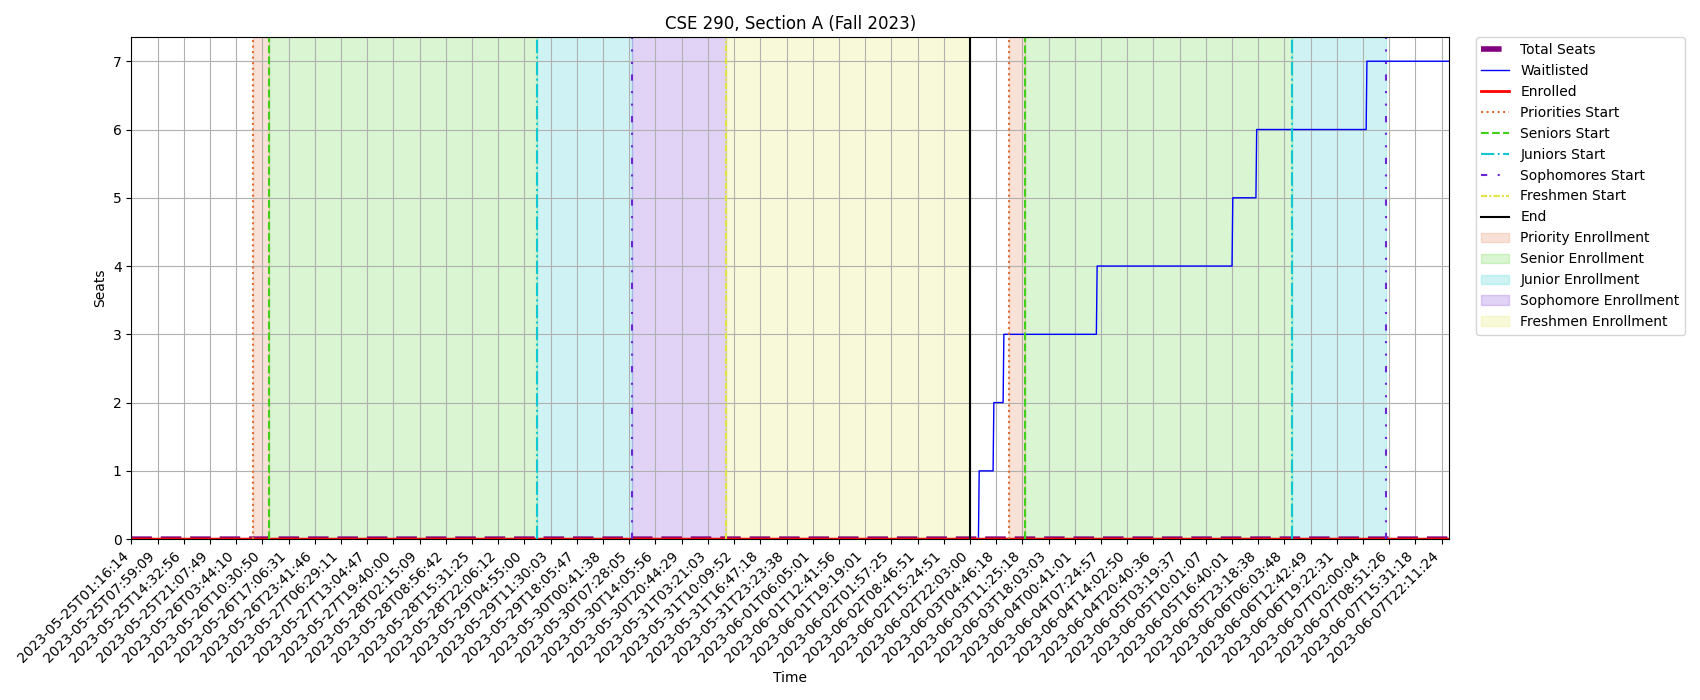 CSE 290, Section A (Fall 2023)
Seats
7
6
5
4
3
2
1
0
2023-05-25T01:16:14
2023-05-25T07:59:09
2023-05-25T14:32:56
2023-05-25T21:07:49
2023-05-26T03:44:10
2023-05-26T10:30:50
2023-05-26T17:06:31
2023-05-26T23:41:46
2023-05-27T06:29:11
2023-05-27T13:04:47
2023-05-27T19:40:00
2023-05-28T02:15:09
2023-05-28T08:56:42
2023-05-28T15:31:25
2023-05-28T22:06:12
2023-05-29T04:55:00
2023-05-29T11:30:03
2023-05-29T18:05:47
2023-05-30T00:41:38
2023-05-30T07:28:05
2023-05-30T14:05:56
2023-05-30T20:44:29
2023-05-31T03:21:03
2023-05-31T10:09:52
2023-05-31T16:47:18
2023-05-31T23:23:38
2023-06-01T06:05:01
2023-06-01T12:41:56
2023-06-01T19:19:01
2023-06-02T01:57:25
2023-06-02T08:46:51
2023-06-02T15:24:51
2023-06-02T22:03:00
2023-06-03T04:46:18
2023-06-03T11:25:18
2023-06-03T18:03:03
2023-06-04T00:41:01
2023-06-04T07:24:57
2023-06-04T14:02:50
2023-06-04T20:40:36
2023-06-05T03:19:37
2023-06-05T10:01:07
2023-06-05T16:40:01
2023-06-05T23:18:38
2023-06-06T06:03:48
2023-06-06T12:42:49
2023-06-06T19:22:31
2023-06-07T02:00:04
2023-06-07T08:51:26
2023-06-07T15:31:18
2023-06-07T22:11:24
Time
Total Seats
Waitlisted
Enrolled
Priorities Start
Seniors Start
Juniors Start
Sophomores Start
Freshmen Start
End
Priority Enrollment
Senior Enrollment
Junior Enrollment
Sophomore Enrollment
Freshmen Enrollment